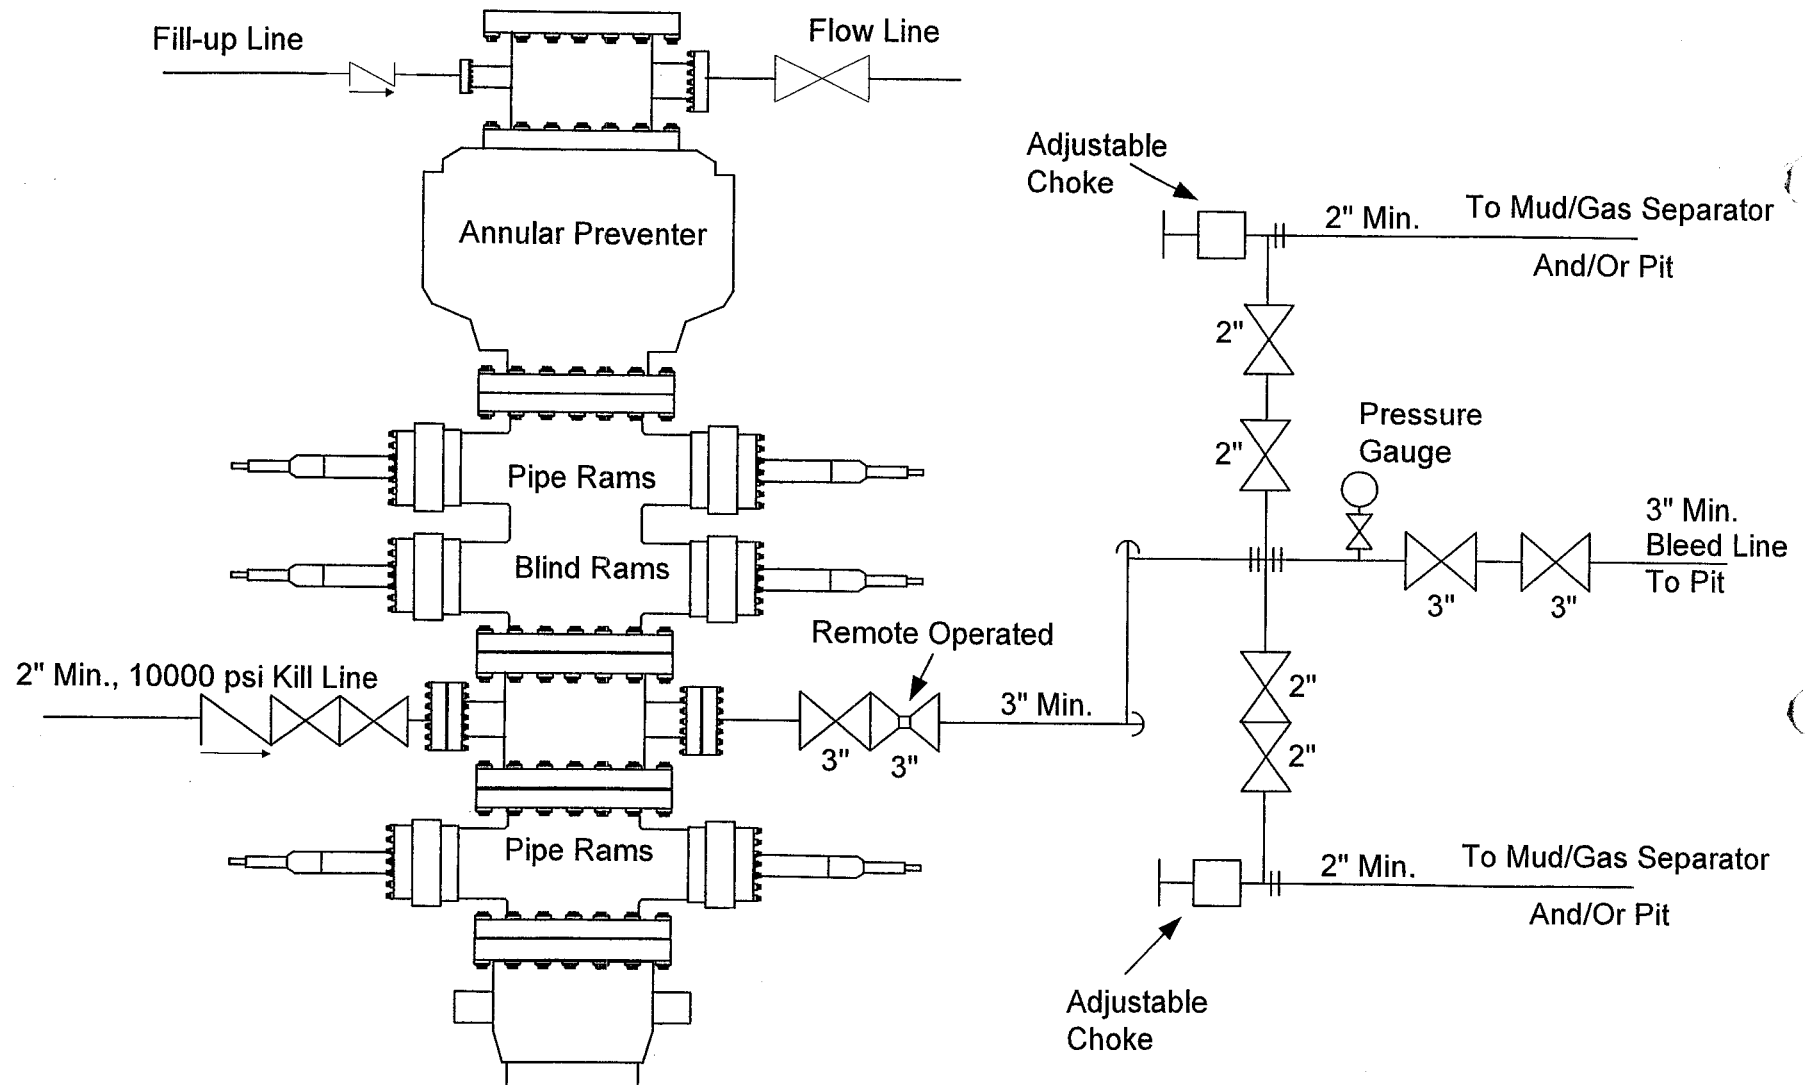 Fill-up Line
Flow Line
Annular Preventer
Pipe Rams
Blind Rams
2" Min., 10000 psi Kill Line
Remote Operated
3"
3"
3" Min.
Pipe Rams
Adjustable
Choke
2" Min.
To Mud/Gas Separator
And/Or Pit
2"
2"
Pressure
Gauge
3"
3"
3" Min.
Bleed Line
To Pit
2"
2"
2" Min.
To Mud/Gas Separator
And/Or Pit
Adjustable
Choke